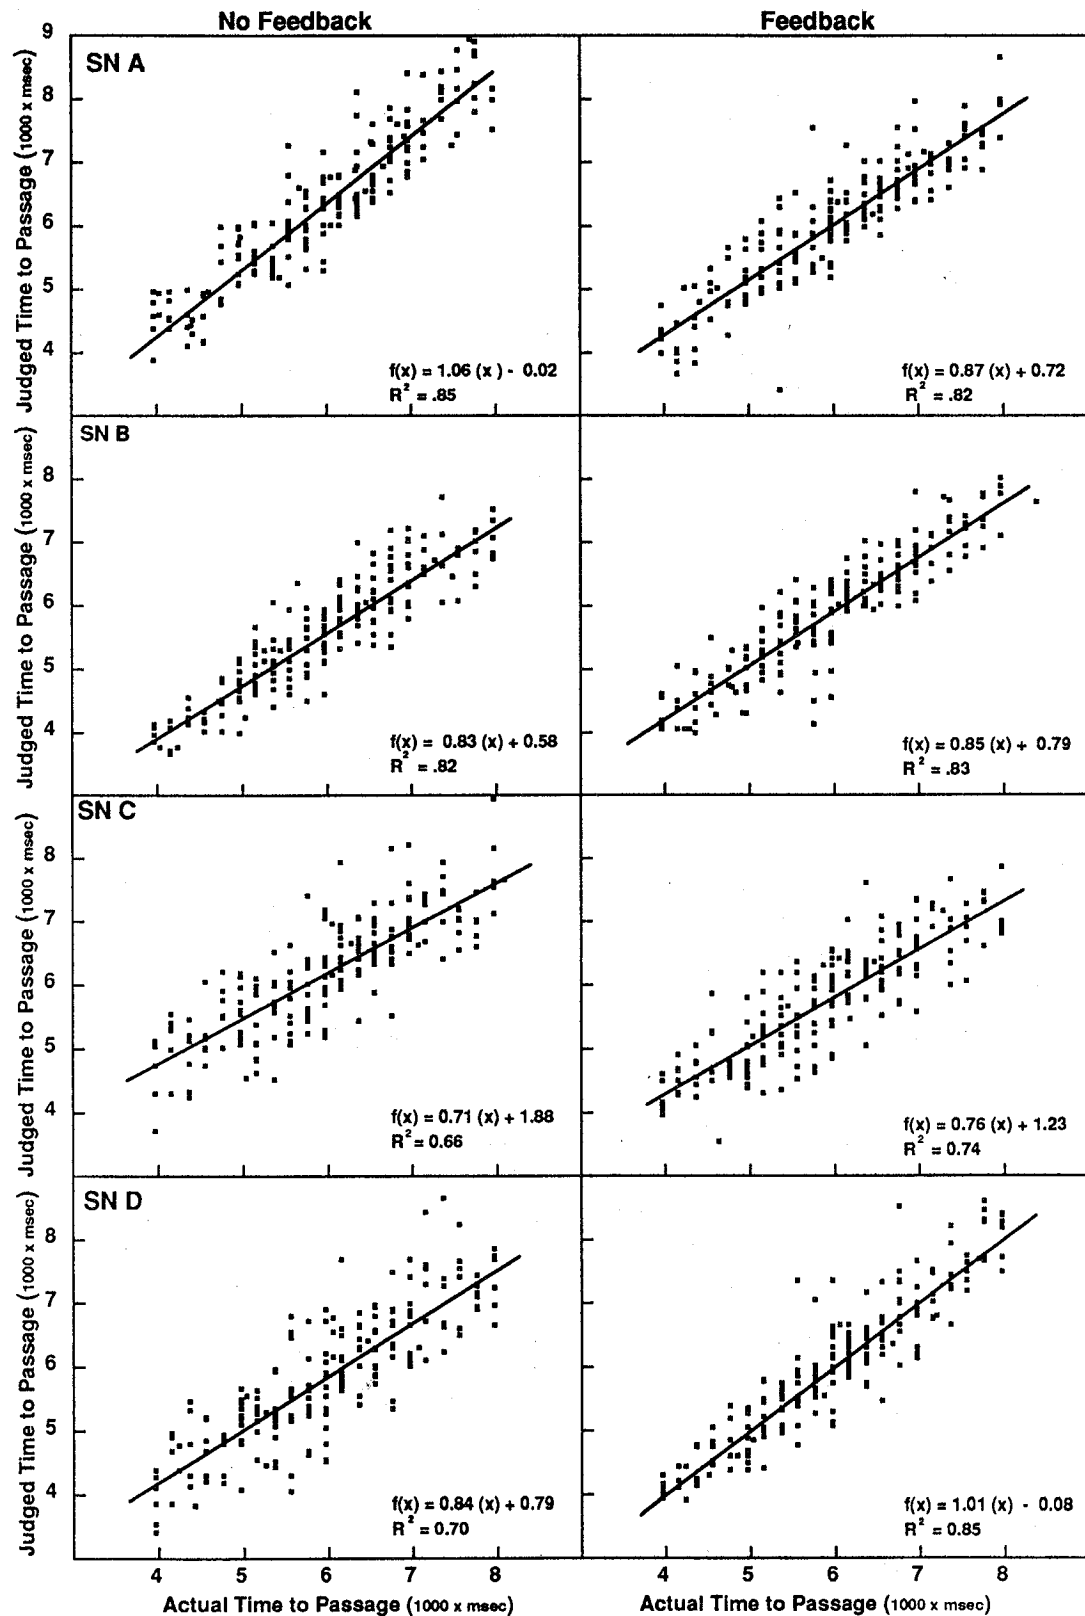 No Feedback
Feedback
9
SN A
8
7
6
5
4
Judged Time to Passage (1000 x msec)
f(x) = 1.06 (x ) - 0.02
R2 = .85
f(x) = 0.87 (x) + 0.72
R2 = .82
SN B
8
7
6
5
4
Judged Time to Passage (1000 x msec)
f(x) = 0.83 (x) + 0.58
R2 = .82
f(x) = 0.85 (x) + 0.79
R2 = .83
SN C
8
7
6
5
4
Judged Time to Passage (1000 x msec)
f(x) = 0.71 (x) + 1.88
R2 = 0.66
f(x) = 0.76 (x) + 1.23
R2 = 0.74
SN D
8
7
6
5
4
Judged Time to Passage (1000 x msec)
f(x) = 0.84 (x) + 0.79
R2 = 0.70
f(x) = 1.01 (x) - 0.08
R2 = 0.85
4 5 6 7 8
4 5 6 7 8
Actual Time to Passage (1000 x msec)
Actual Time to Passage (1000 x msec)